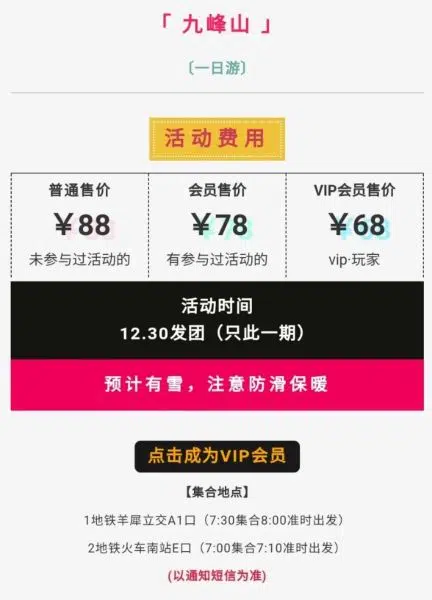 「 九峰山 」
〔一日游〕
活动费用
普通售价 会员售价 VIP会员售价
￥88 ￥78 ￥68
未参与过活动的 有参与过活动的 vip·玩家
活动时间
12.30发团（只此一期）
预计有雪，注意防滑保暖
点击成为VIP会员
【集合地点】
1地铁羊犀立交A1口（7:30集合8:00准时出发）
2地铁火车南站E口（7:00集合7:10准时出发）
(以通知短信为准)